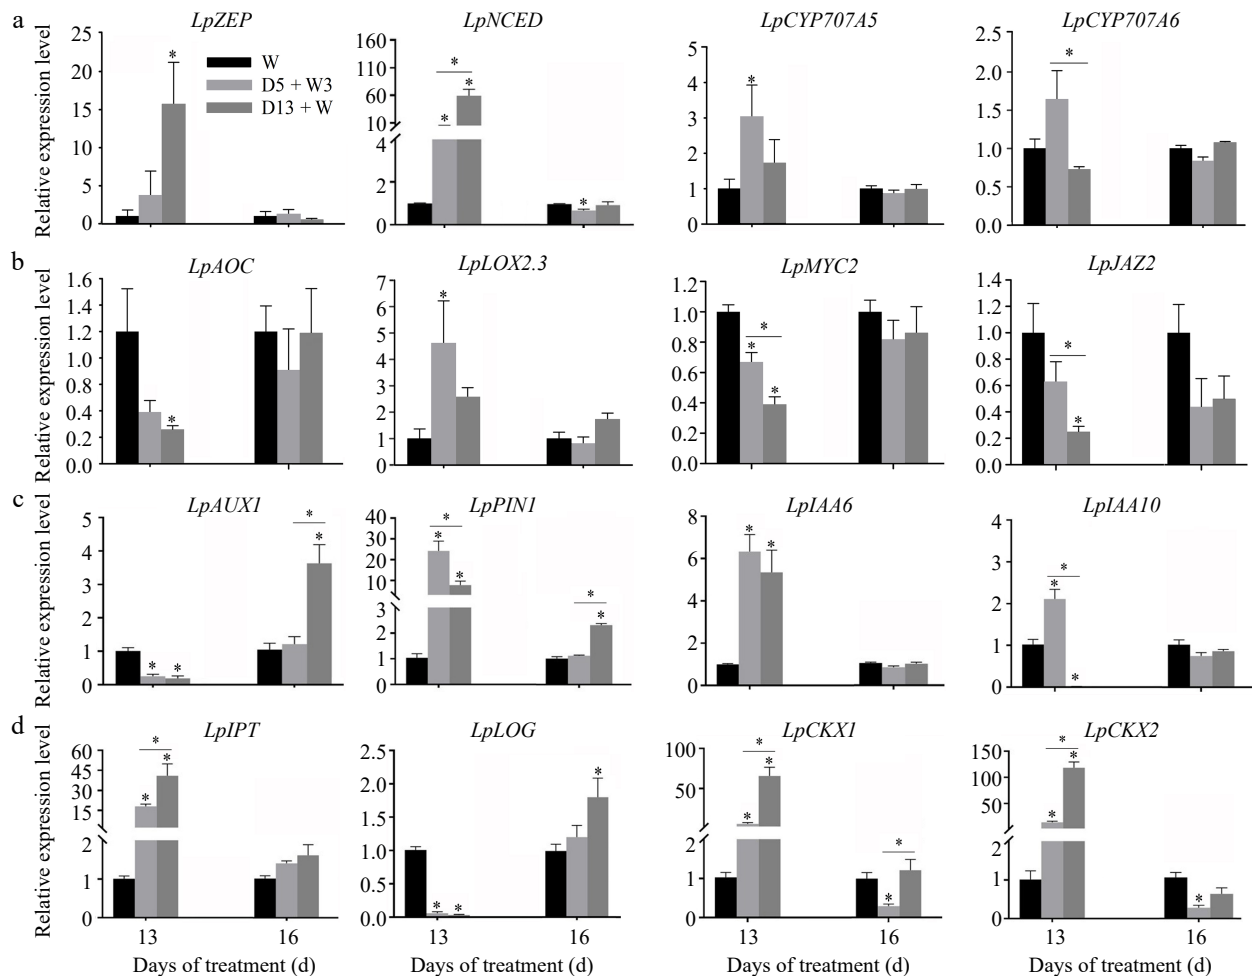 a
LpZEP
LpNCED
LpCYP707A5
LpCYP707A6
Relative expression level
25
20
15
10
5
0
W
D5 + W3
D13 + W
* 
160
110
60
10
4
2
0
* * * *
5
4
3
2
1
0
*
2.5
2.0
1.5
1.0
0.5
0
*
b
LpAOC
LpLOX2.3
LpMYC2
LpJAZ2
Relative expression level
1.6
1.4
1.2
1.2
0.8
0.4
0.2
0.0
*
7
6
5
4
3
2
1
0
*
1.2
1.0
0.8
0.6
0.4
0.2
0.0
* * *
1.4
1.2
1.0
0.8
0.6
0.4
0.2
0.0
* *
c
LpAUX1
LpPIN1
LpIAA6
LpIAA10
Relative expression level
5
4
3
2
1
0
* * * *
40
30
20
10
3
2
1
0
* * * * *
8
6
4
2
0
* *
4
3
2
1
0
* * *
d
LpIPT
LpLOG
LpCKX1
LpCKX2
Relative expression level
60
45
30
15
2
1
0
* * *
13 16
Days of treatment (d)
2.5
2.0
1.5
1.0
0.5
0.0
* * *
13 16
Days of treatment (d)
100
50
2
1
0
* * * * *
13 16
Days of treatment (d)
150
100
50
2
1
0
* * * *
13 16
Days of treatment (d)